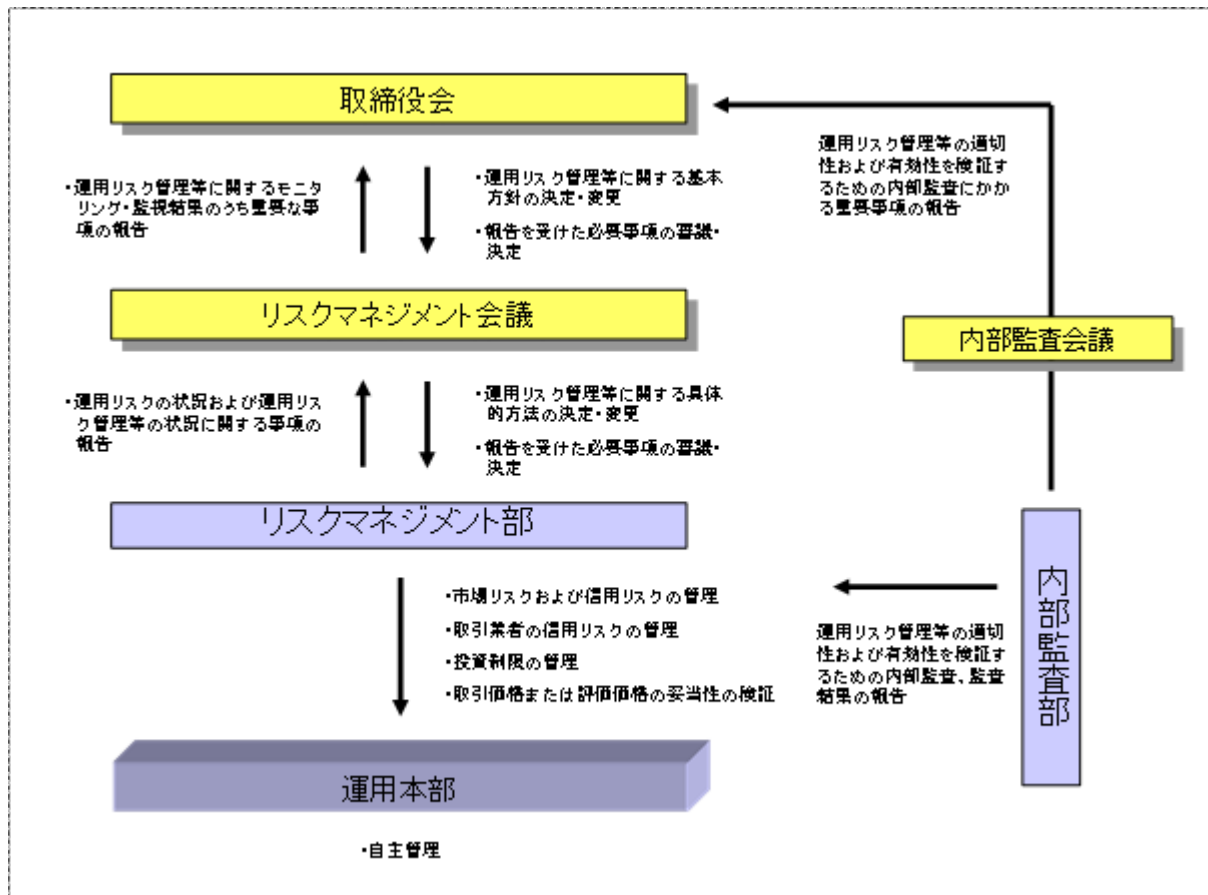 取締役会
・運用リスク管理等に関するモニ
タリング・監視結果のうち重要な事
項の報告
・運用リスク管理等に関する基本
方針の決定・変更
・報告を受けた必要事項の審議・
決定
運用リスク管理等の適切
性および有効性を検証す
るための内部監査にかか
る重要事項の報告
リスクマネジメント会議
内部監査会議
・運用リスクの状況および運用リス
ク管理等の状況に関する事項の
報告
・運用リスク管理等に関する具体
的方法の決定・変更
・報告を受けた必要事項の審議・
決定
リスクマネジメント部
内部監査部
・市場リスクおよび信用リスクの管理
・取引業者の信用リスクの管理
・投資制限の管理
・取引価格または評価価格の妥当性の検証
運用リスク管理等の適切
性および有効性を検証す
るための内部監査、監査
結果の報告
運用本部
・自主管理